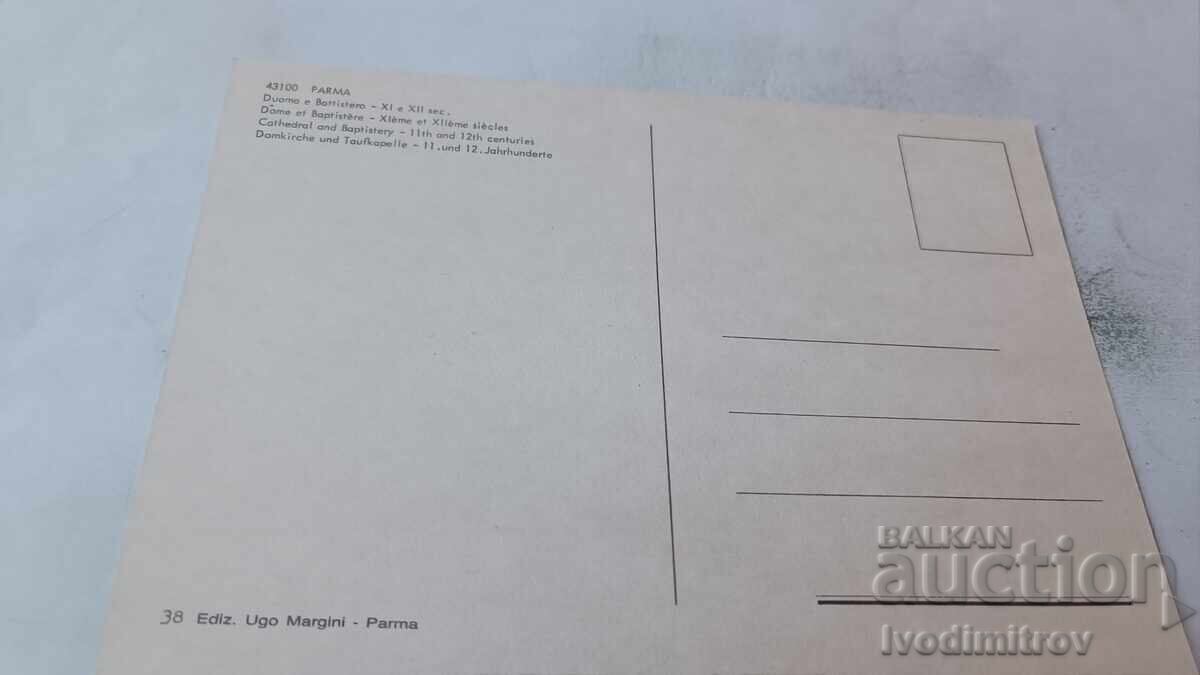 43100 PARMA
Duomo e Battistero - XI e XII sec.
Dôme et Baptistère - XIème et XIIème siècles
Cathedral and Baptistery - 11th and 12th centuries
Domkirche und Taufkapelle - 11. und 12. Jahrhunderte
38 Ediz. Ugo Margini - Parma
BALKAN
auction
Ivodimitrov